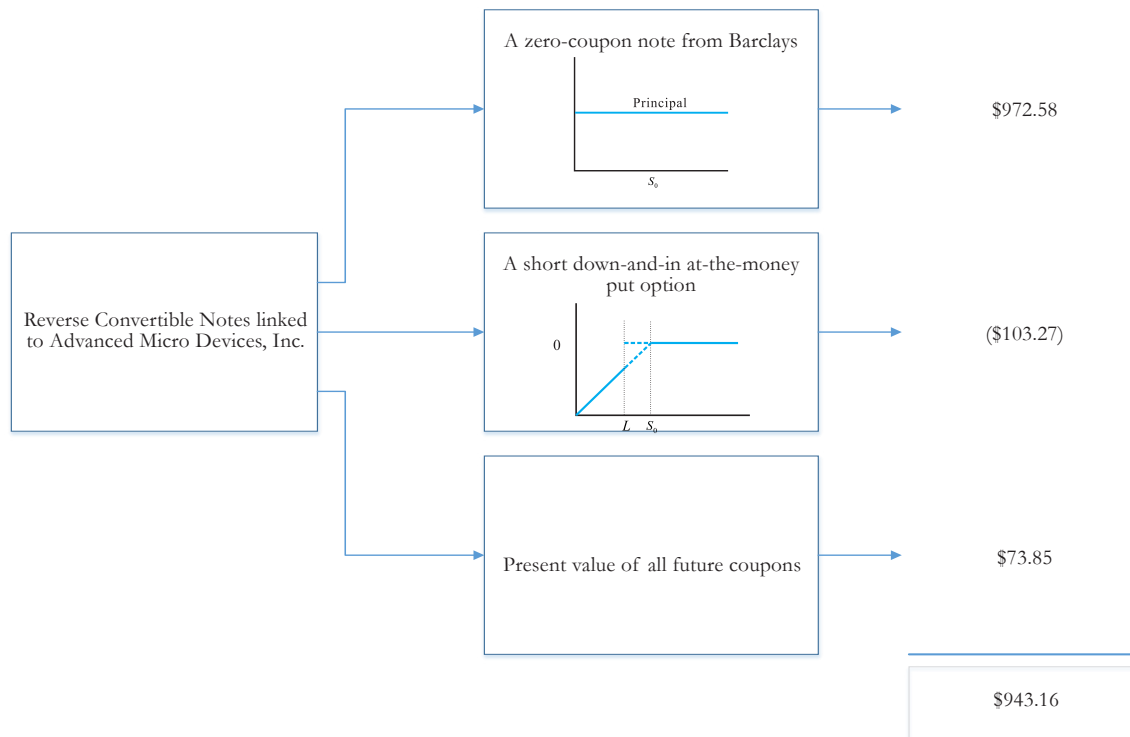 A zero-coupon note from Barclays
Principal
S₀
$972.58
Reverse Convertible Notes linked
to Advanced Micro Devices, Inc.
A short down-and-in at-the-money
put option
0
L S₀
($103.27)
Present value of all future coupons
$73.85
$943.16